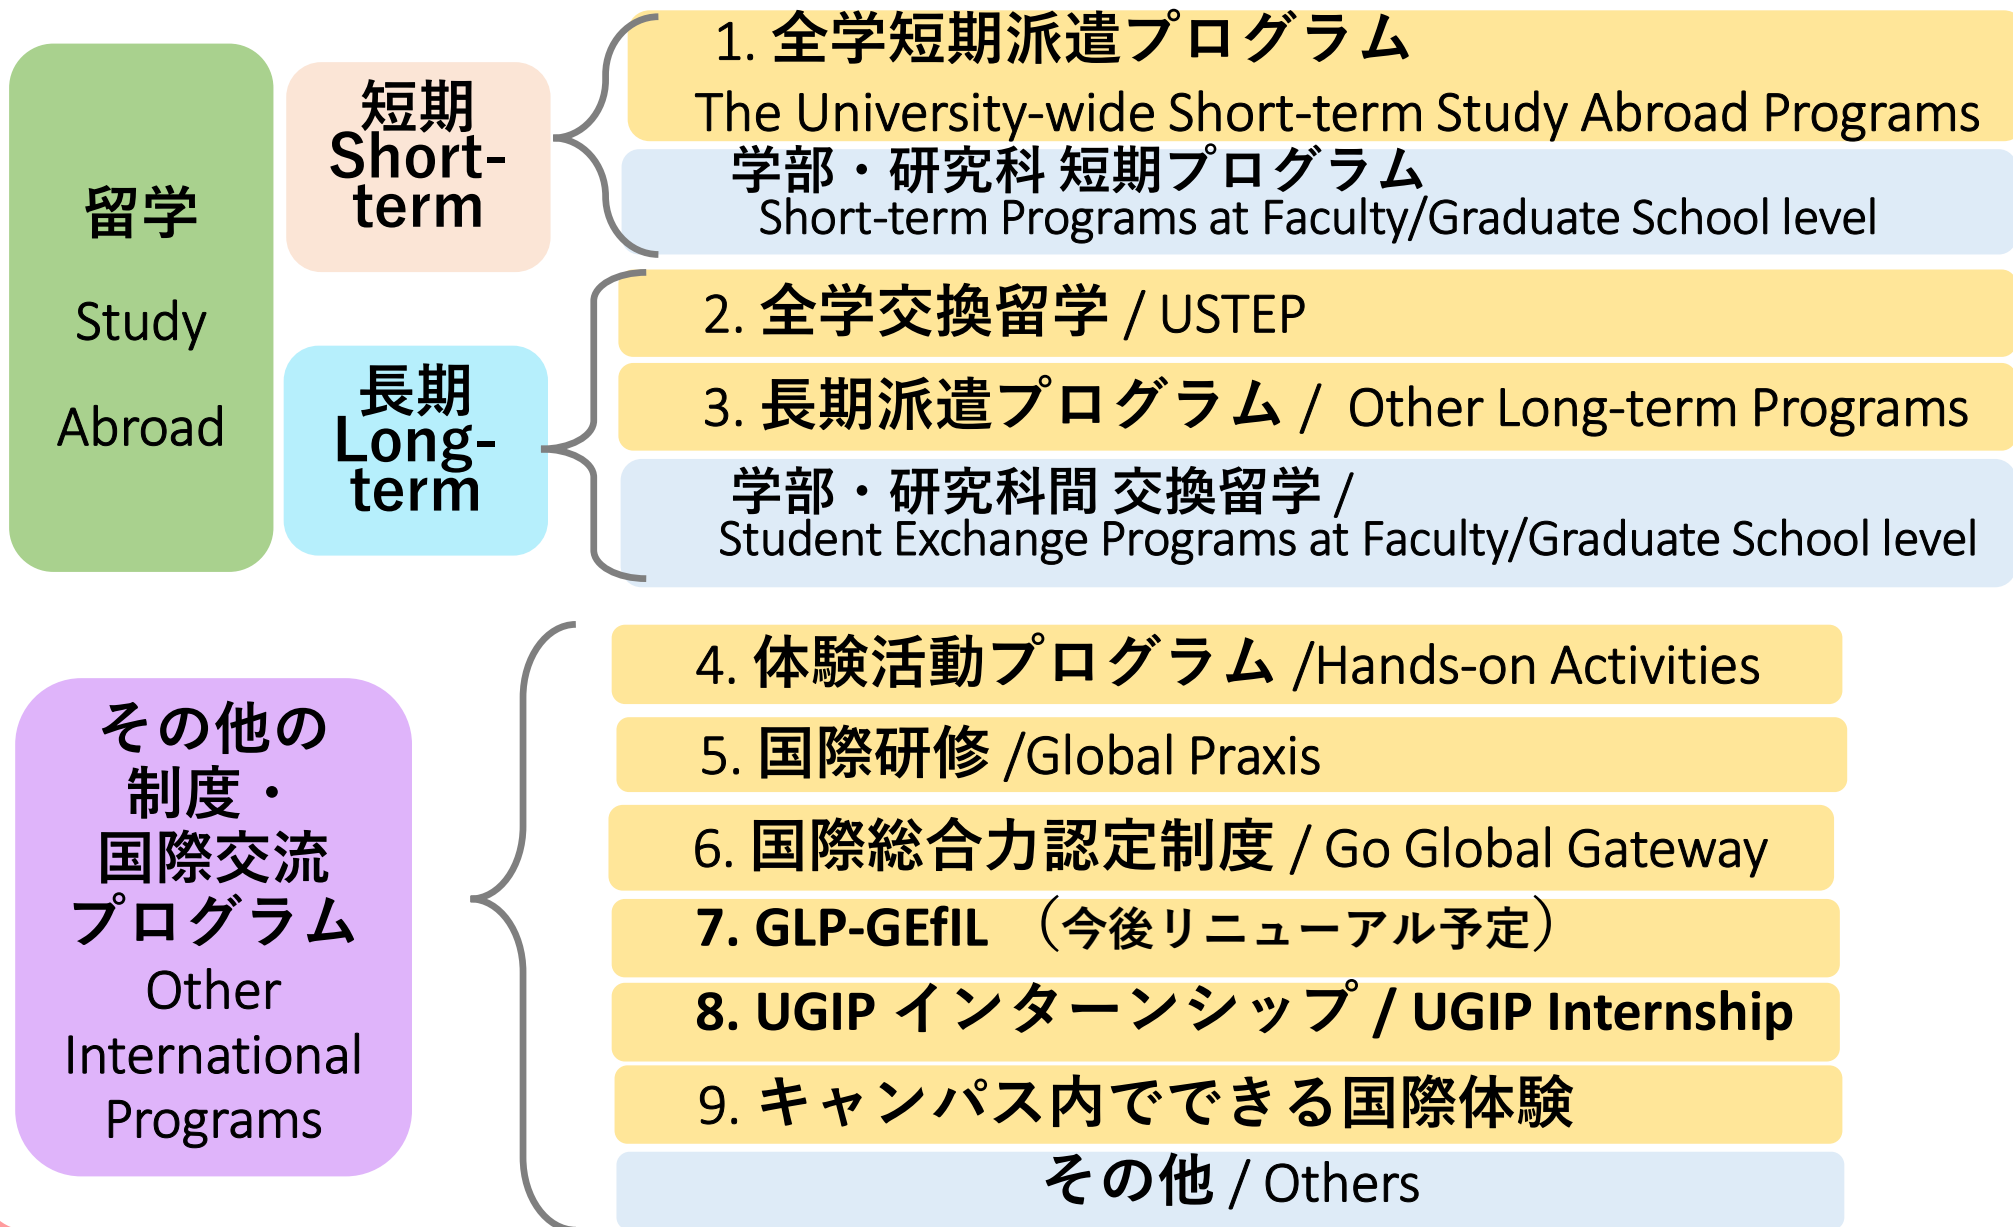 留学
Study
Abroad
短期
Short-
term
1. 全学短期派遣プログラム
The University-wide Short-term Study Abroad Programs
学部・研究科 短期プログラム
Short-term Programs at Faculty/Graduate School level
長期
Long-
term
2. 全学交換留学 / USTEP
3. 長期派遣プログラム / Other Long-term Programs
学部・研究科間 交換留学 /
Student Exchange Programs at Faculty/Graduate School level
その他の
制度・
国際交流
プログラム
Other
International
Programs
4. 体験活動プログラム /Hands-on Activities
5. 国際研修 /Global Praxis
6. 国際総合力認定制度 / Go Global Gateway
7. GLP-GEfIL （今後リニューアル予定）
8. UGIP インターンシップ / UGIP Internship
9. キャンパス内でできる国際体験
その他 / Others